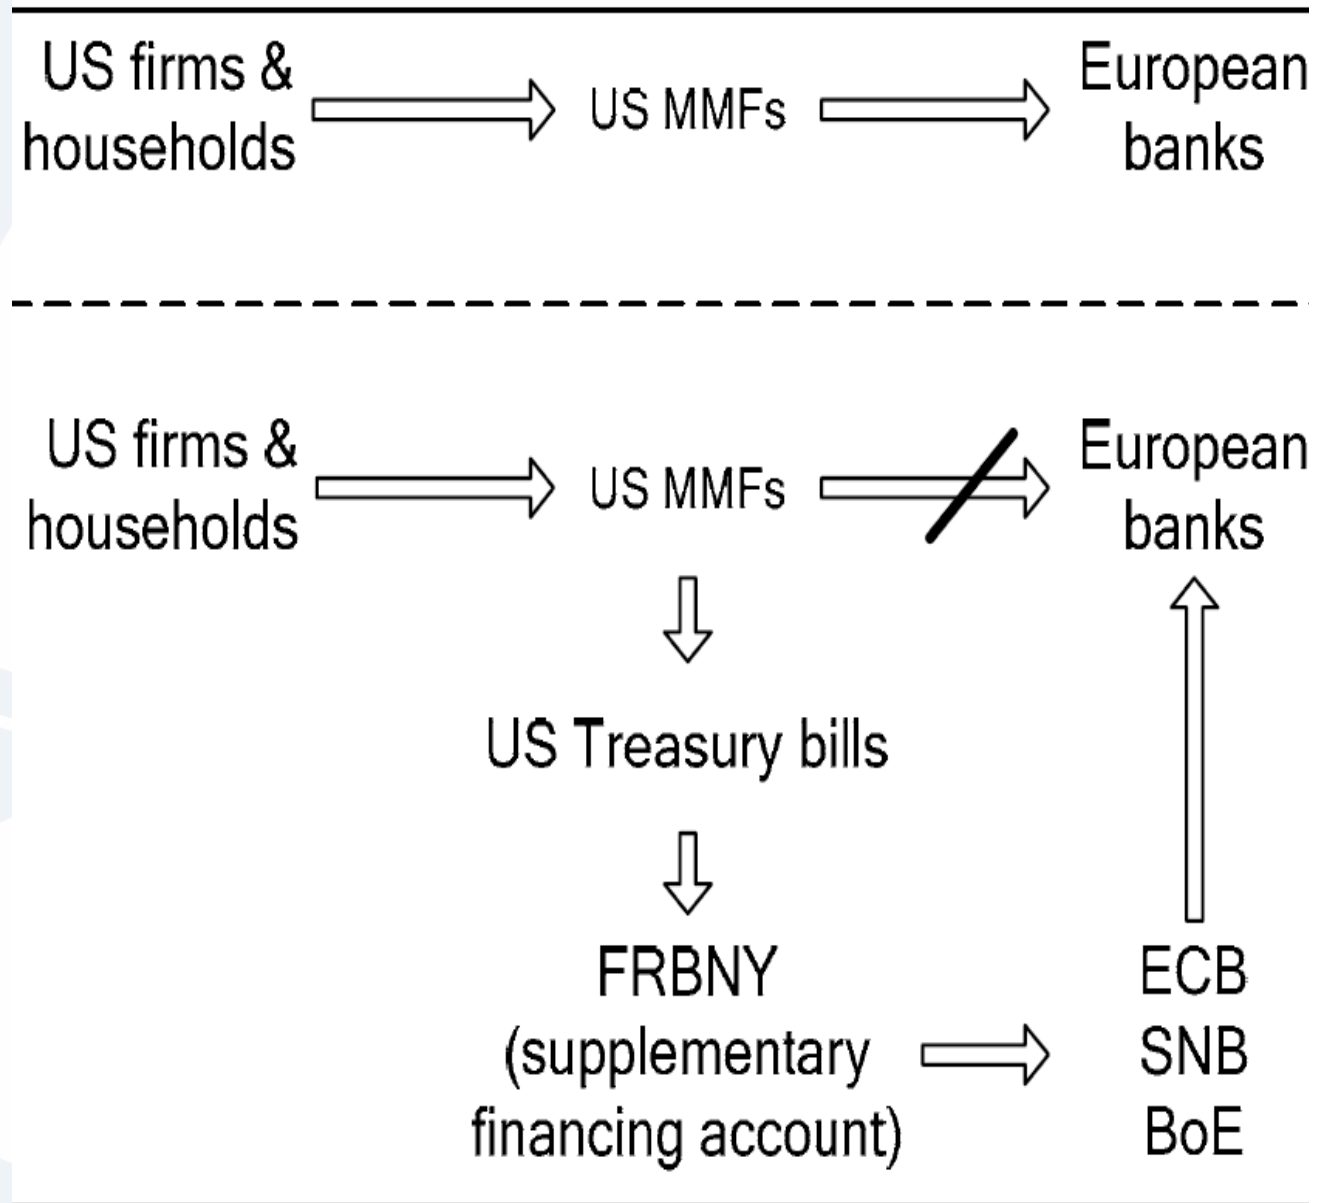 US firms &
households
US MMFs
European
banks
US firms &
households
US MMFs
European
banks
US Treasury bills
FRBNY
(supplementary
financing account)
ECB
SNB
BoE